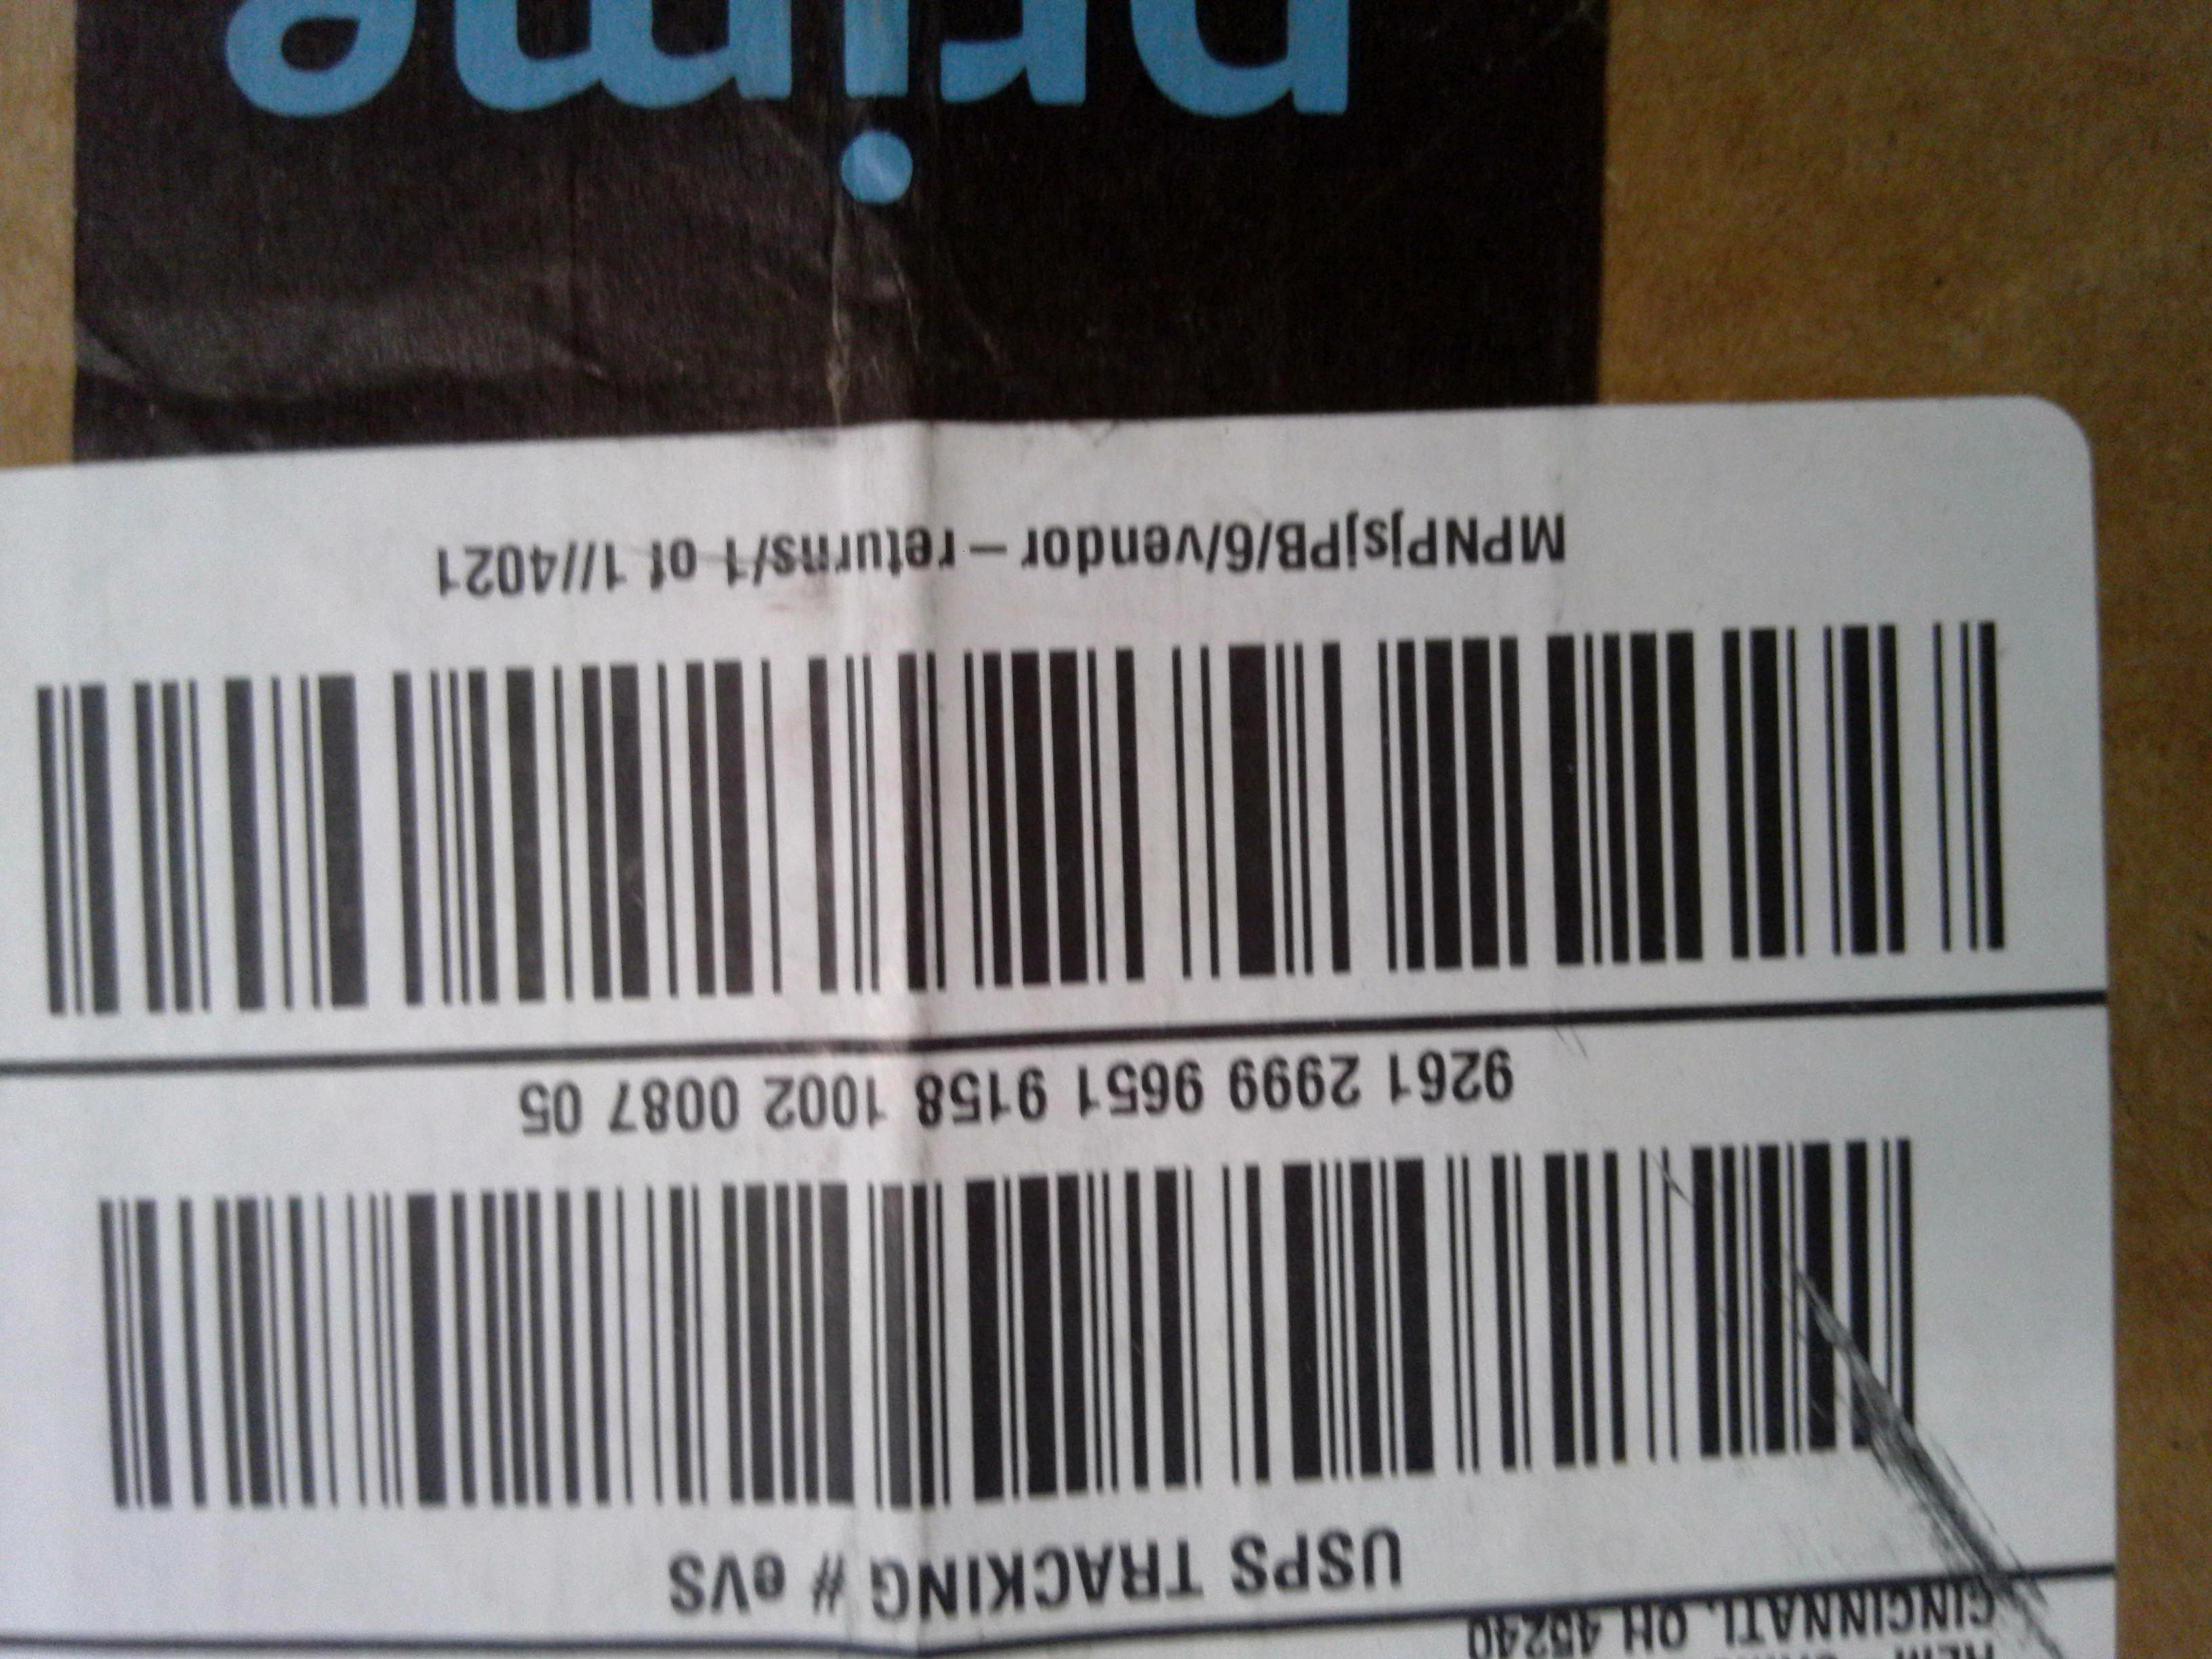 CINCINNATI, OH 45240
USPS TRACKING # eVS
9261 2999 9651 9158 1002 0087 05
MPNPjsjPB/6/vendor – returns/1 of 1//4021
prime